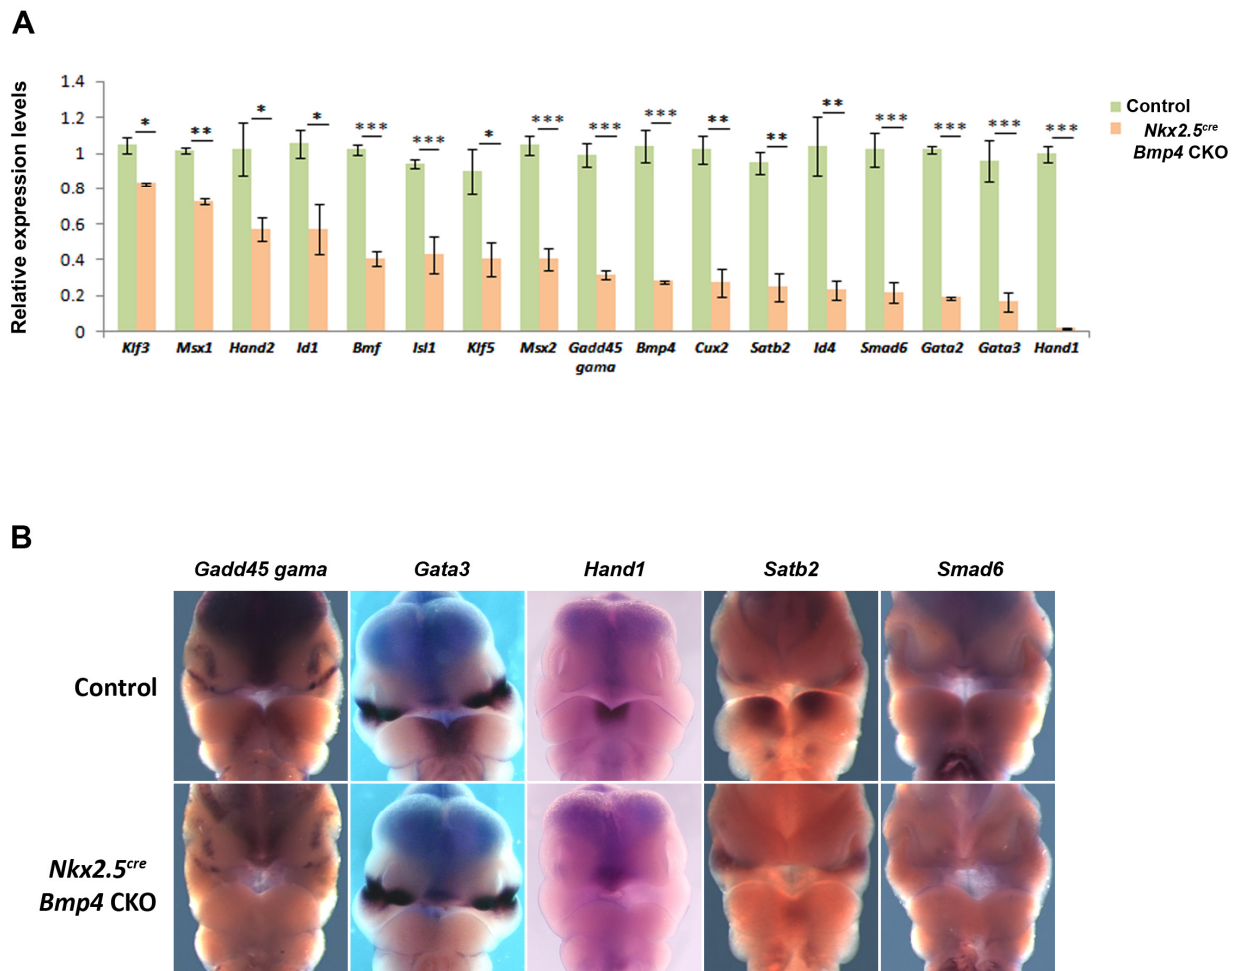 A
Relative expression levels
1.4
1.2
1
0.8
0.6
0.4
0.2
0
* ** * * *** *** * *** *** *** ** ** ** *** *** *** ***
Klf3 Msx1 Hand2 Id1 Bmf Isl1 Klf5 Msx2 Gadd45 Bmp4 Cux2 Satb2 Id4 Smad6 Gata2 Gata3 Hand1
gama
Control
Nkx2.5cre
Bmp4 CKO
B
Gadd45 gama Gata3 Hand1 Satb2 Smad6
Control
Nkx2.5cre
Bmp4 CKO